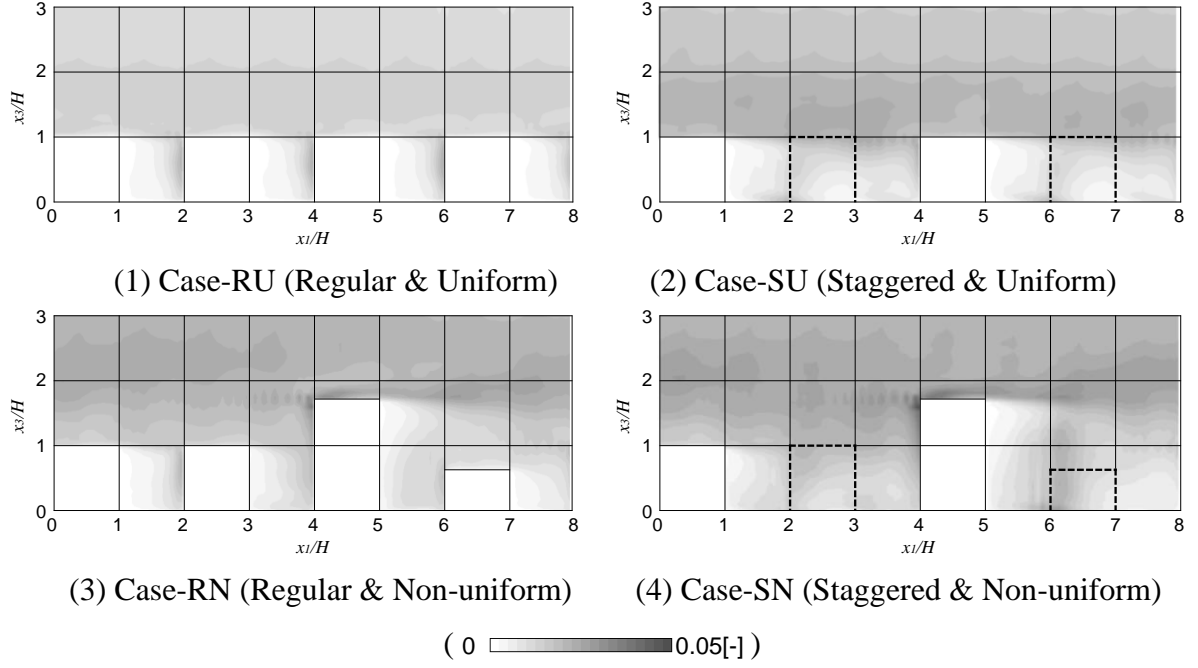 3
2
1
0
x3/H
0 1 2 3 4 5 6 7 8
x1/H
(1) Case-RU (Regular & Uniform)
3
2
1
0
x3/H
0 1 2 3 4 5 6 7 8
x1/H
(2) Case-SU (Staggered & Uniform)
3
2
1
0
x3/H
0 1 2 3 4 5 6 7 8
x1/H
(3) Case-RN (Regular & Non-uniform)
3
2
1
0
x3/H
0 1 2 3 4 5 6 7 8
x1/H
(4) Case-SN (Staggered & Non-uniform)
( 0 0.05[-] )